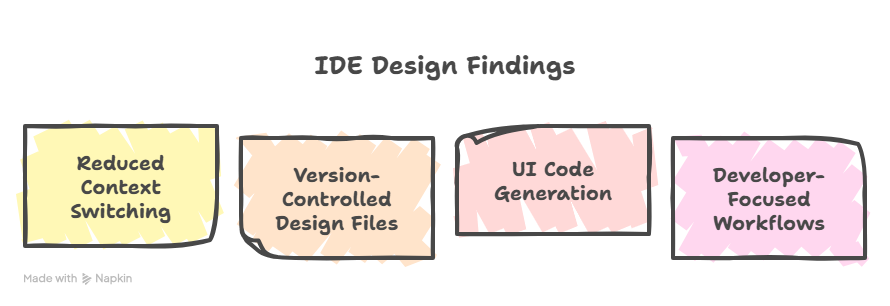 IDE Design Findings
Reduced
Context
Switching
Version-
Controlled
Design Files
UI Code
Generation
Developer-
Focused
Workflows
Made with Napkin